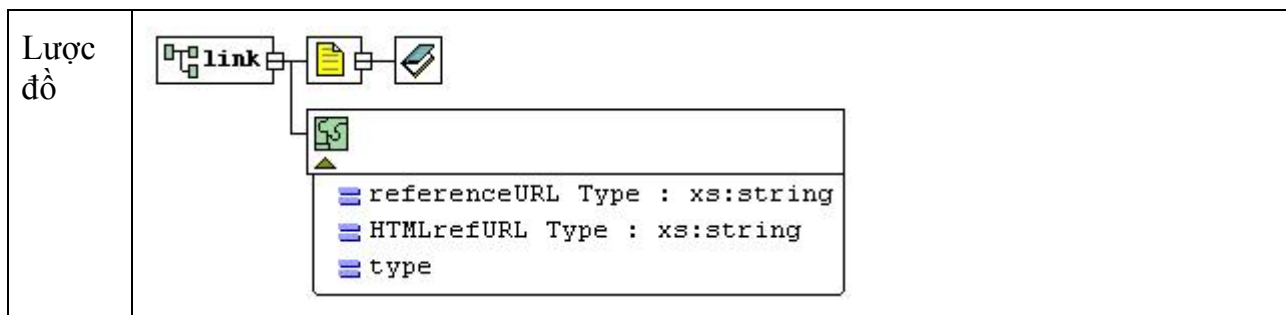 Lược
đồ
link
referenceURL Type : xs:string
HTMLrefURL Type : xs:string
type